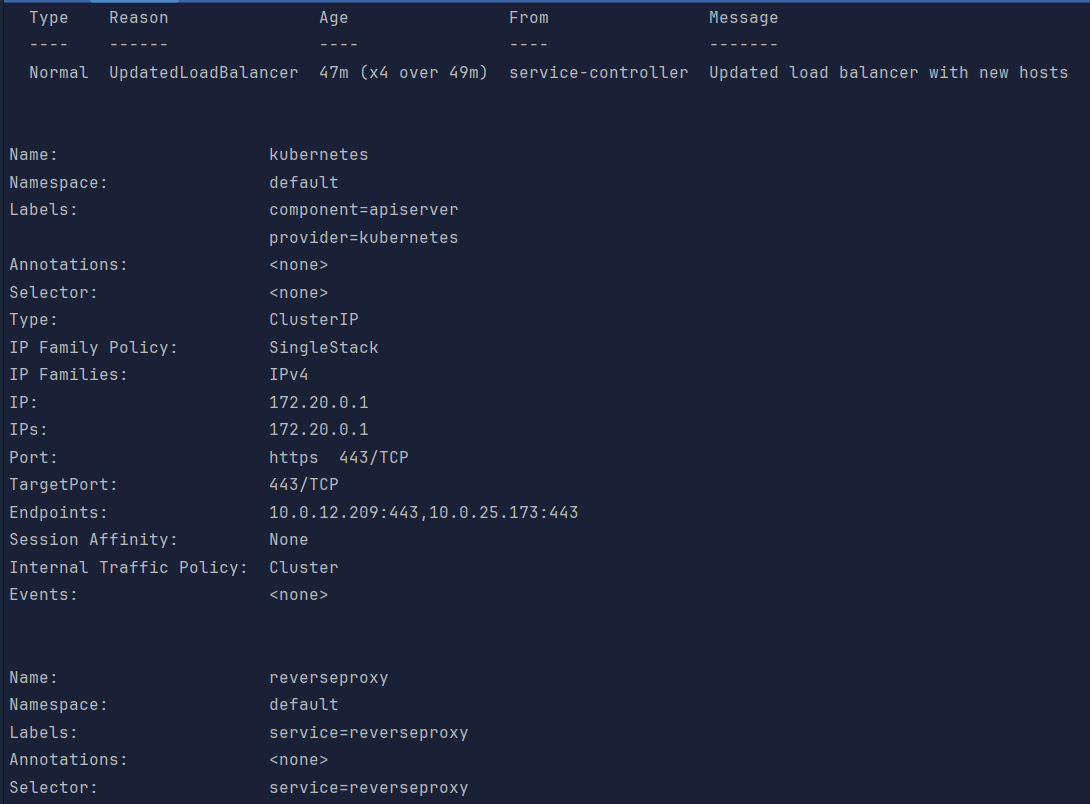 Type    Reason               Age                From                Message
----    ------               ----               ----                -------
Normal  UpdatedLoadBalancer  47m (x4 over 49m)  service-controller  Updated load balancer with new hosts
Name:                     kubernetes
Namespace:                default
Labels:                   component=apiserver
                          provider=kubernetes
Annotations:              <none>
Selector:                 <none>
Type:                     ClusterIP
IP Family Policy:         SingleStack
IP Families:              IPv4
IP:                       172.20.0.1
IPs:                      172.20.0.1
Port:                     https  443/TCP
TargetPort:               443/TCP
Endpoints:                10.0.12.209:443,10.0.25.173:443
Session Affinity:         None
Internal Traffic Policy:  Cluster
Events:                   <none>
Name:                     reverseproxy
Namespace:                default
Labels:                   service=reverseproxy
Annotations:              <none>
Selector:                 service=reverseproxy